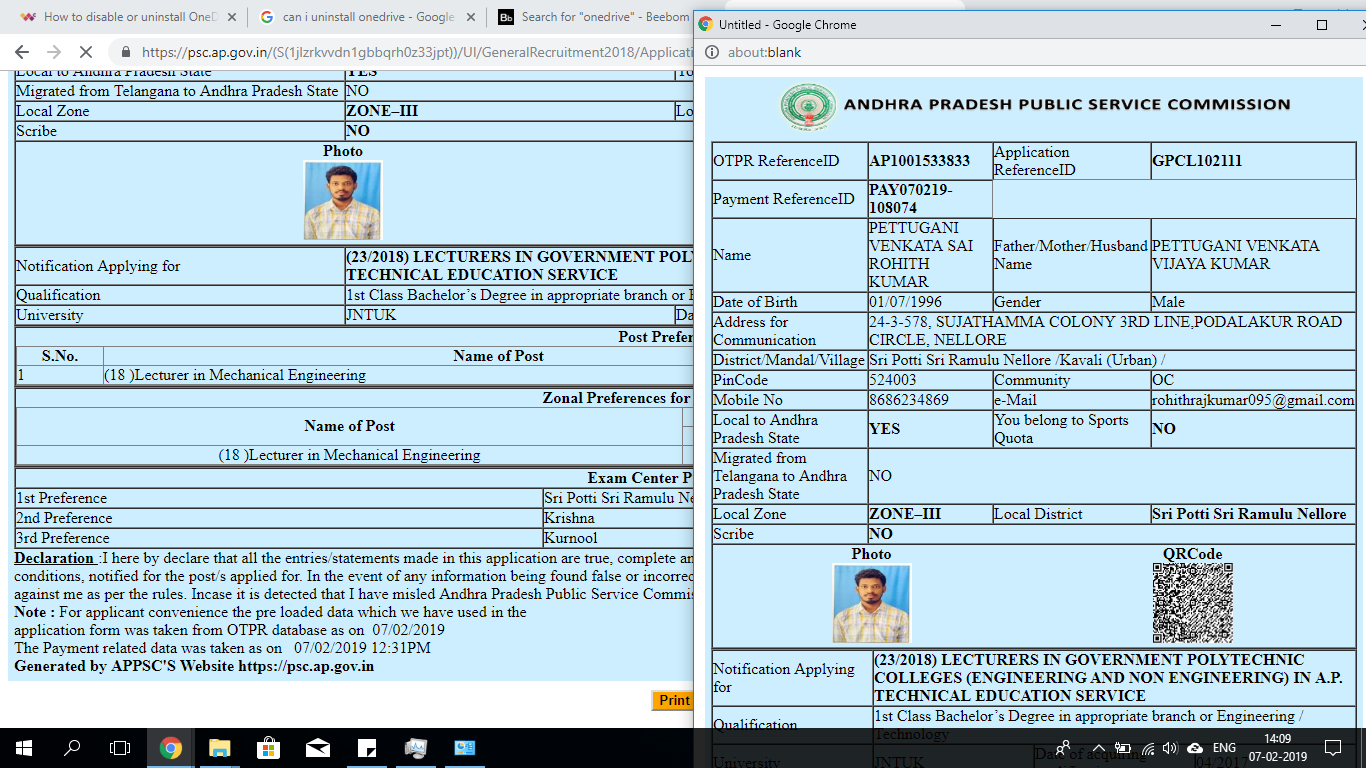 How to disable or uninstall OneD
can i uninstall onedrive - Google
Search for "onedrive" - Beebom
https://psc.ap.gov.in/(S(1jlzrkvvdn1gbbqrh0z33jpt))/UI/GeneralRecruitment2018/Applicati
Local to Andhra Pradesh State YES
Migrated from Telangana to Andhra Pradesh State NO
Local Zone ZONE–III Lo
Scribe NO
Photo
Notification Applying for (23/2018) LECTURERS IN GOVERNMENT POLY
TECHNICAL EDUCATION SERVICE
Qualification 1st Class Bachelor's Degree in appropriate branch or E
University JNTUK Da
Post Prefer
S.No. Name of Post
1 (18 )Lecturer in Mechanical Engineering
Zonal Preferences for
Name of Post
(18 )Lecturer in Mechanical Engineering
Exam Center P
1st Preference Sri Potti Sri Ramulu Ne
2nd Preference Krishna
3rd Preference Kurnool
Declaration :I here by declare that all the entries/statements made in this application are true, complete an
conditions, notified for the post/s applied for. In the event of any information being found false or incorrec
against me as per the rules. Incase it is detected that I have misled Andhra Pradesh Public Service Commis
Note : For applicant convenience the pre loaded data which we have used in the
application form was taken from OTPR database as on 07/02/2019
The Payment related data was taken as on 07/02/2019 12:31PM
Generated by APPSC'S Website https://psc.ap.gov.in
Print
Untitled - Google Chrome
about:blank
ANDHRA PRADESH PUBLIC SERVICE COMMISSION
OTPR ReferenceID AP1001533833 Application
ReferenceID GPCL102111
Payment ReferenceID PAY070219-
108074
Name PETTUGANI
VENKATA SAI
ROHITH
KUMAR
Father/Mother/Husband
Name
PETTUGANI VENKATA
VIJAYA KUMAR
Date of Birth 01/07/1996 Gender Male
Address for
Communication
24-3-578, SUJATHAMMA COLONY 3RD LINE,PODALAKUR ROAD
CIRCLE, NELLORE
District/Mandal/Village Sri Potti Sri Ramulu Nellore /Kavali (Urban) /
PinCode 524003 Community OC
Mobile No 8686234869 e-Mail rohithrajkumar095@gmail.com
Local to Andhra
Pradesh State
YES
You belong to Sports
Quota
NO
Migrated from
Telangana to Andhra
Pradesh State
NO
Local Zone ZONE–III Local District Sri Potti Sri Ramulu Nellore
Scribe NO
Photo QRCode
Notification Applying
for
(23/2018) LECTURERS IN GOVERNMENT POLYTECHNIC
COLLEGES (ENGINEERING AND NON ENGINEERING) IN A.P.
TECHNICAL EDUCATION SERVICE
Qualification 1st Class Bachelor's Degree in appropriate branch or Engineering /
Technology
University JNTUK Date of acquiring 04/2017
ENG
14:09
07-02-2019